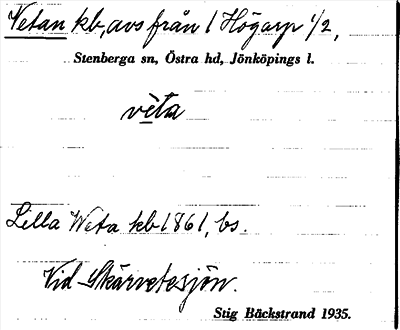 Vetan kb, avs från 1 Högarp 1/2,
Stenberga sn, Östra hd, Jönköpings l.
vèta
Lilla Weta kb 1861, bs.
Vid Skärvetesjön.
Stig Bäckstrand 1935.